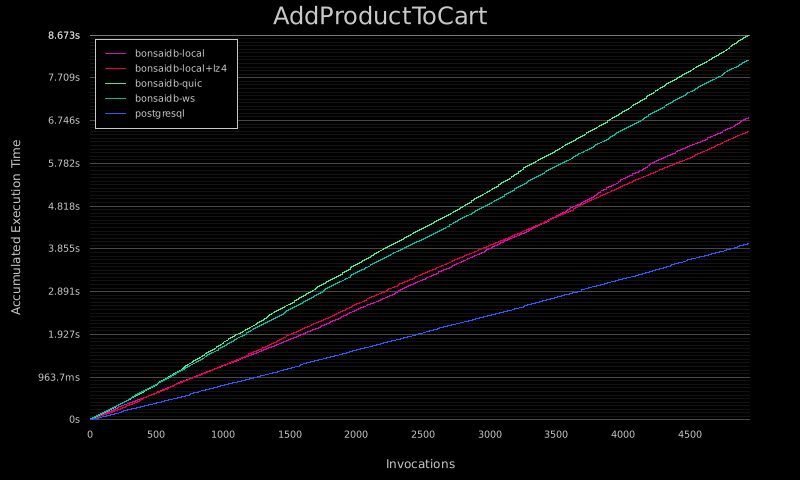 AddProductToCart
8.673s
7.709s
6.746s
5.782s
4.818s
3.855s
2.891s
1.927s
963.7ms
0s
Accumulated Execution Time
bonsaidb-local
bonsaidb-local+lz4
bonsaidb-quic
bonsaidb-ws
postgresql
0 500 1000 1500 2000 2500 3000 3500 4000 4500
Invocations